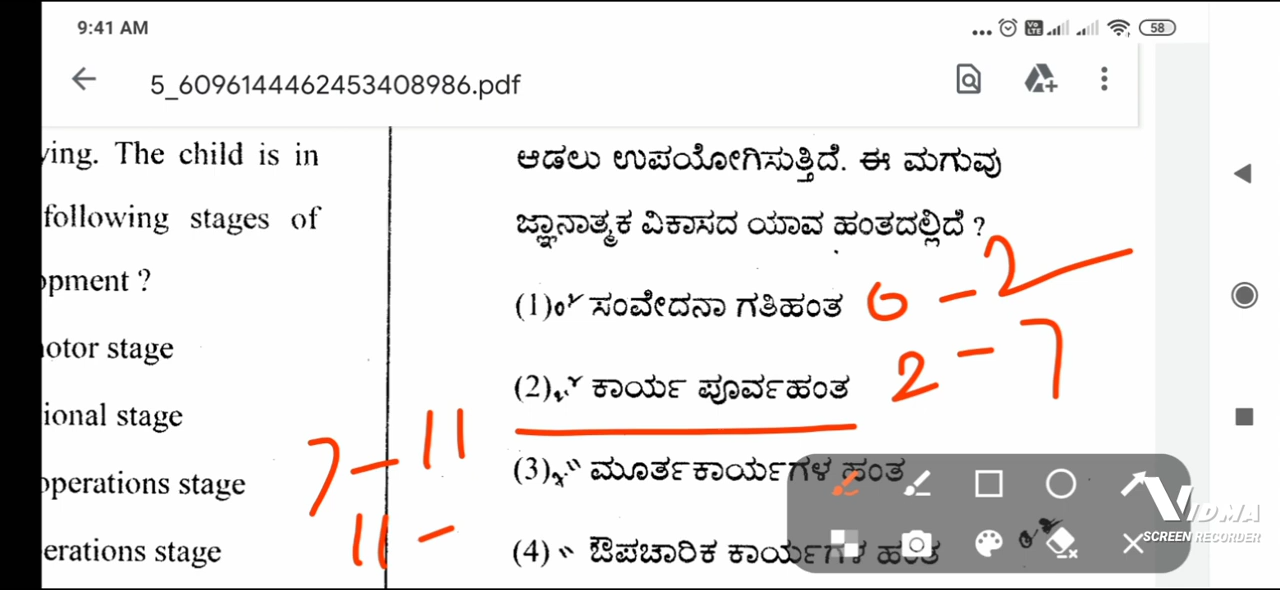 9:41 AM
58
5_6096144462453408986.pdf
ving. The child is in
following stages of
opment ?
notor stage
ional stage
operations stage
erations stage
7 - 11
11 -
ಆಡಲು ಉಪಯೋಗಿಸುತ್ತಿದೆ. ಈ ಮಗುವು
ಜ್ಞಾನಾತ್ಮಕ ವಿಕಾಸದ ಯಾವ ಹಂತದಲ್ಲಿದೆ ?
(1) ಸಂವೇದನಾ ಗತಿಹಂತ 0 - 2
(2) ಕಾರ್ಯ ಪೂರ್ವಹಂತ 2 - 7
(3) ಮೂರ್ತಕಾರ್ಯಗಳ ಹಂತ
(4) ಔಪಚಾರಿಕ ಕಾರ್ಯಗಳ ಹಂತ
VIDMA
SCREEN RECORDER